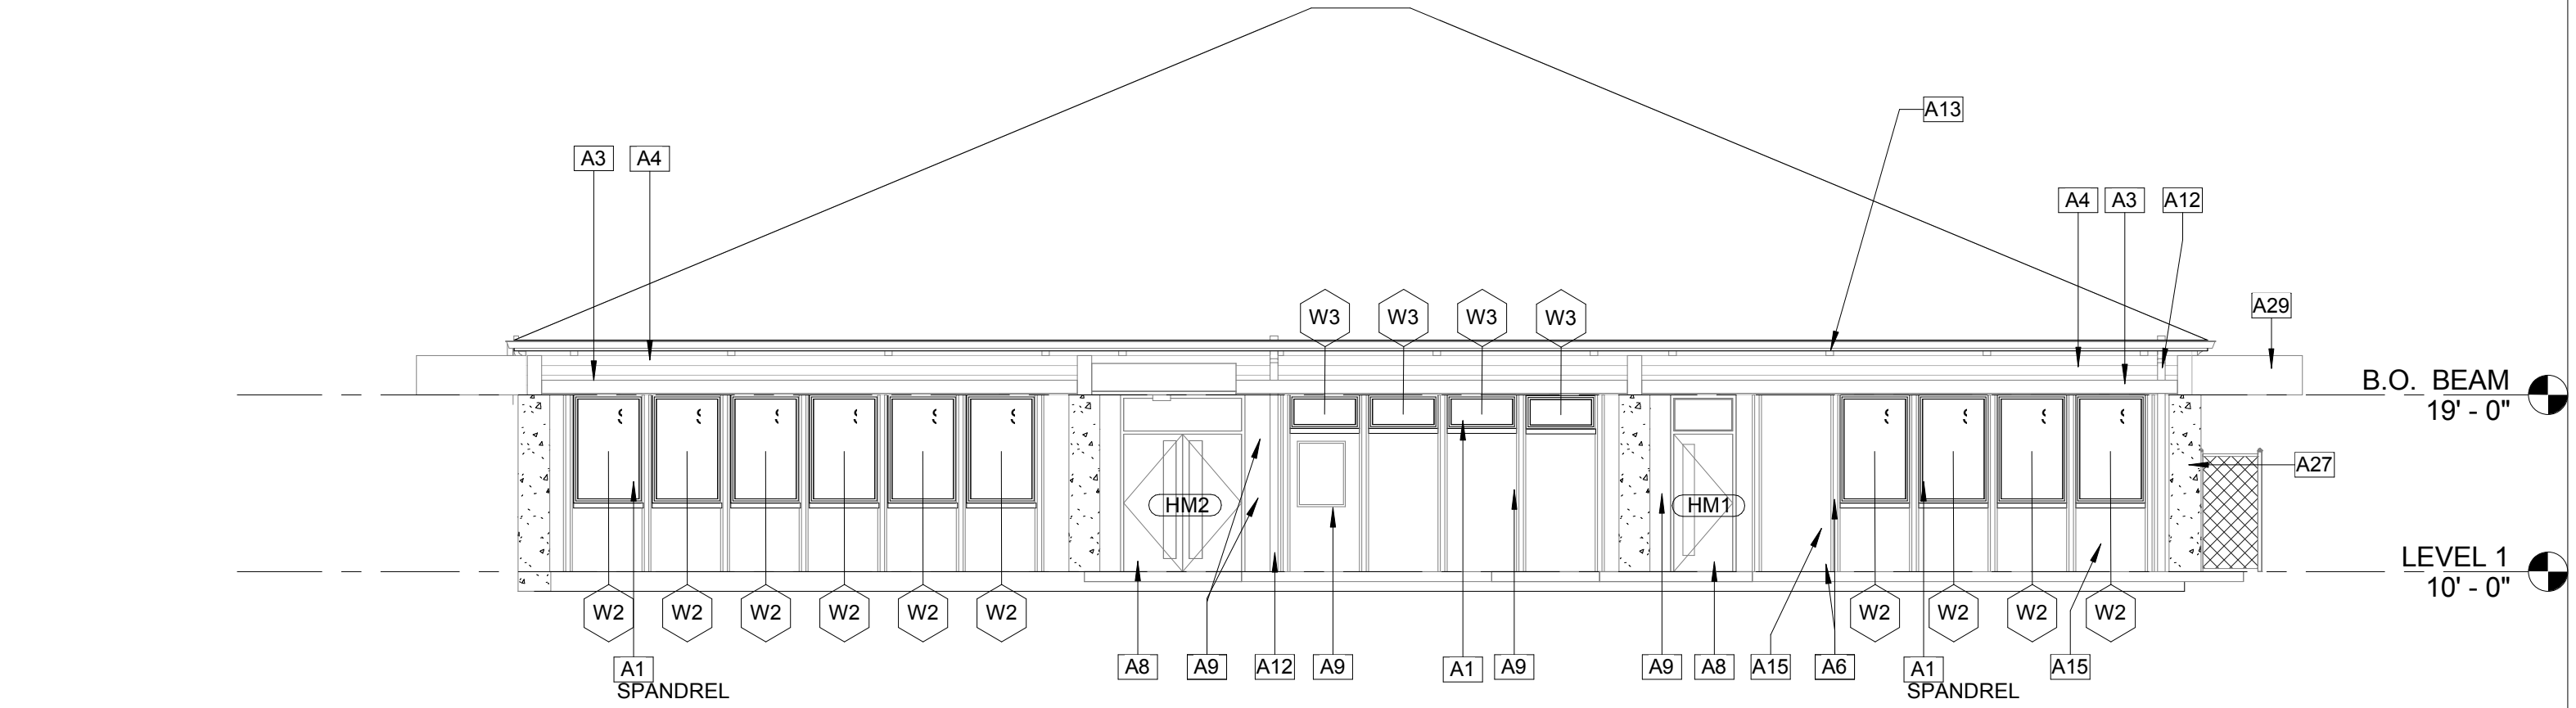 A13
A3 A4
A4 A3 A12
W3 W3 W3 W3
A29
B.O. BEAM
19' - 0"
A27
HM2 HM1
LEVEL 1
10' - 0"
W2 W2 W2 W2 W2 W2 W2 W2 W2 W2
A1 A8 A9 A12 A9 A1 A9 A9 A8 A15 A6 A1 A15
SPANDREL SPANDREL